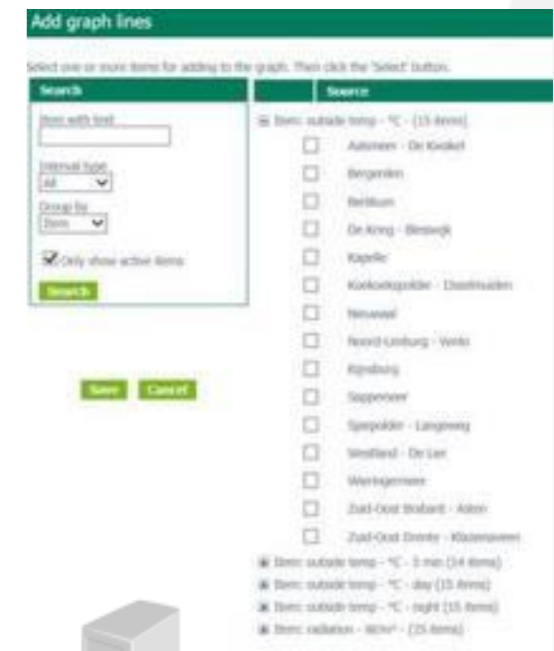 Add graph lines
Select one or more items for adding to the graph. Then click the 'Select' button.
Search
Item with text
Interval type
All
Group by
Item
Only show active items
Search
Save Cancel
Source
Item: outside temp - °C - (15 items)
Aalsmeer - De Kwakel
Bergerden
Berlikum
De Kring - Bleiswijk
Kapelle
Koekoekspolder - IJsselmuiden
Nieuwaal
Noord-Limburg - Venlo
Rijnsburg
Sappemeer
Spiepolder - Langeweg
Westland - De Lier
Wieringermeer
Zuid-Oost Brabant - Asten
Zuid-Oost Drente - Klazienaveen
Item: outside temp - °C - 5 min (14 items)
Item: outside temp - °C - day (15 items)
Item: outside temp - °C - night (15 items)
Item: radiation - W/m² - (15 items)